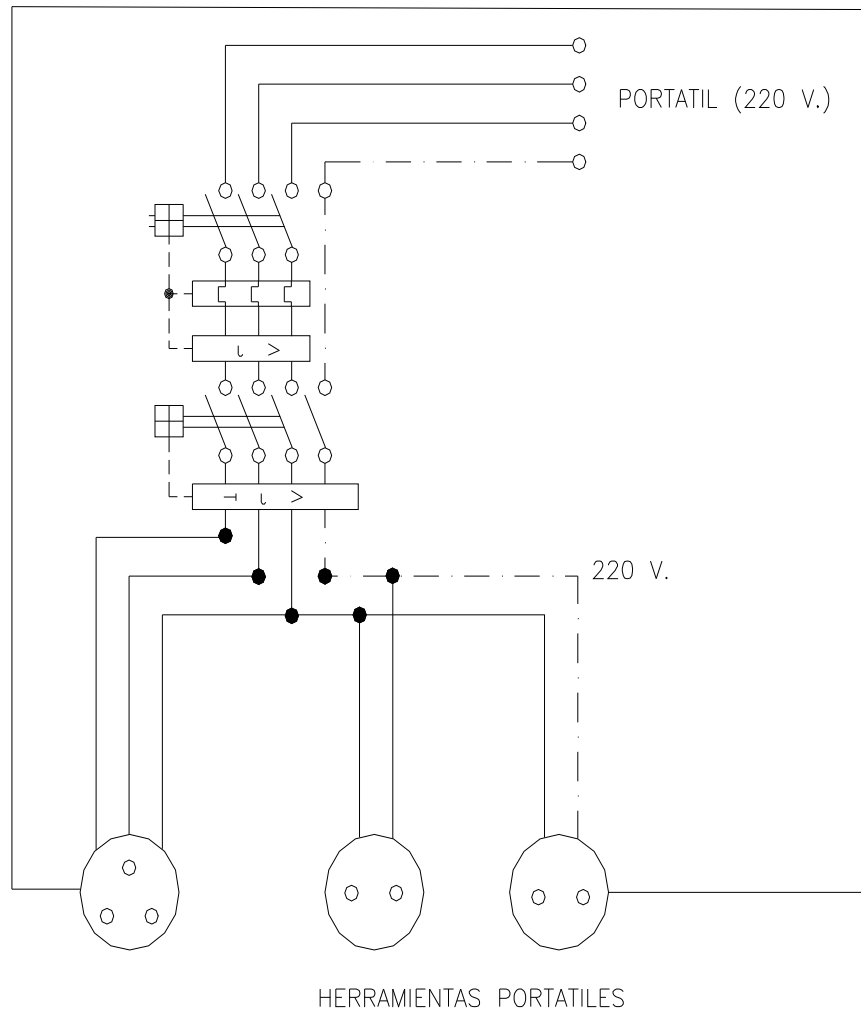 PORTATIL (220 V.)
ι >
⊣ ι >
220 V.
HERRAMIENTAS PORTATILES